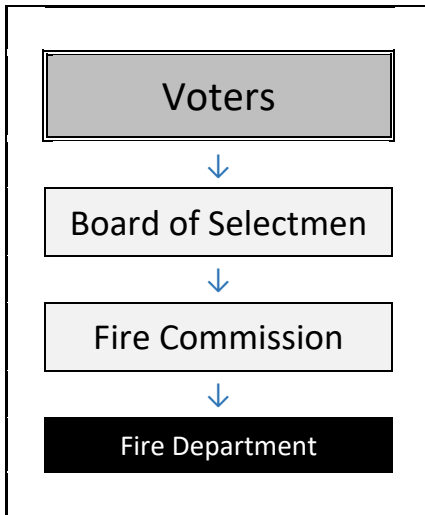 Voters
↓
Board of Selectmen
↓
Fire Commission
↓
Fire Department